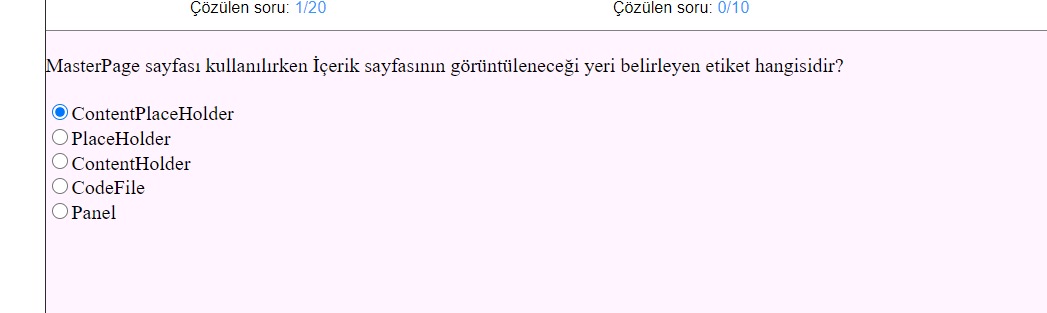 Çözülen soru: 1/20 Çözülen soru: 0/10
MasterPage sayfası kullanılırken İçerik sayfasının görüntüleneceği yeri belirleyen etiket hangisidir?
ContentPlaceHolder
PlaceHolder
ContentHolder
CodeFile
Panel